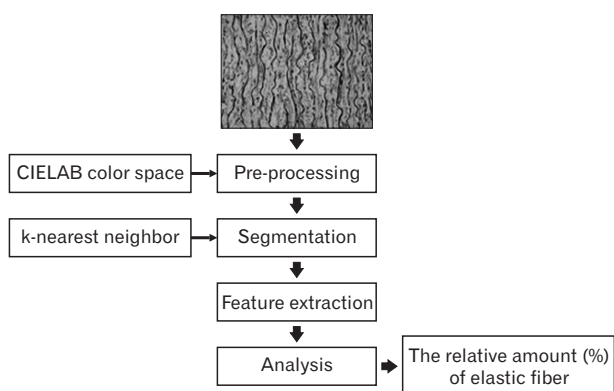 CIELAB color space
Pre-processing
k-nearest neighbor
Segmentation
Feature extraction
Analysis
The relative amount (%)
of elastic fiber